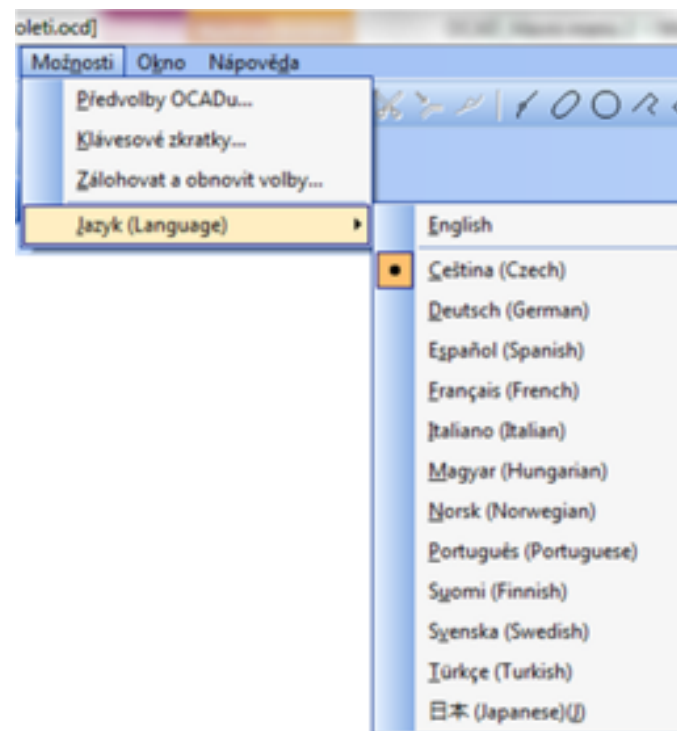 oleti.ocd]
Možnosti Okno Nápověda
Předvolby OCADu...
Klávesové zkratky...
Zálohovat a obnovit volby...
Jazyk (Language)
English
Čeština (Czech)
Deutsch (German)
Español (Spanish)
Français (French)
Italiano (Italian)
Magyar (Hungarian)
Norsk (Norwegian)
Portugués (Portuguese)
Suomi (Finnish)
Svenska (Swedish)
Türkçe (Turkish)
日本 (Japanese)(J)